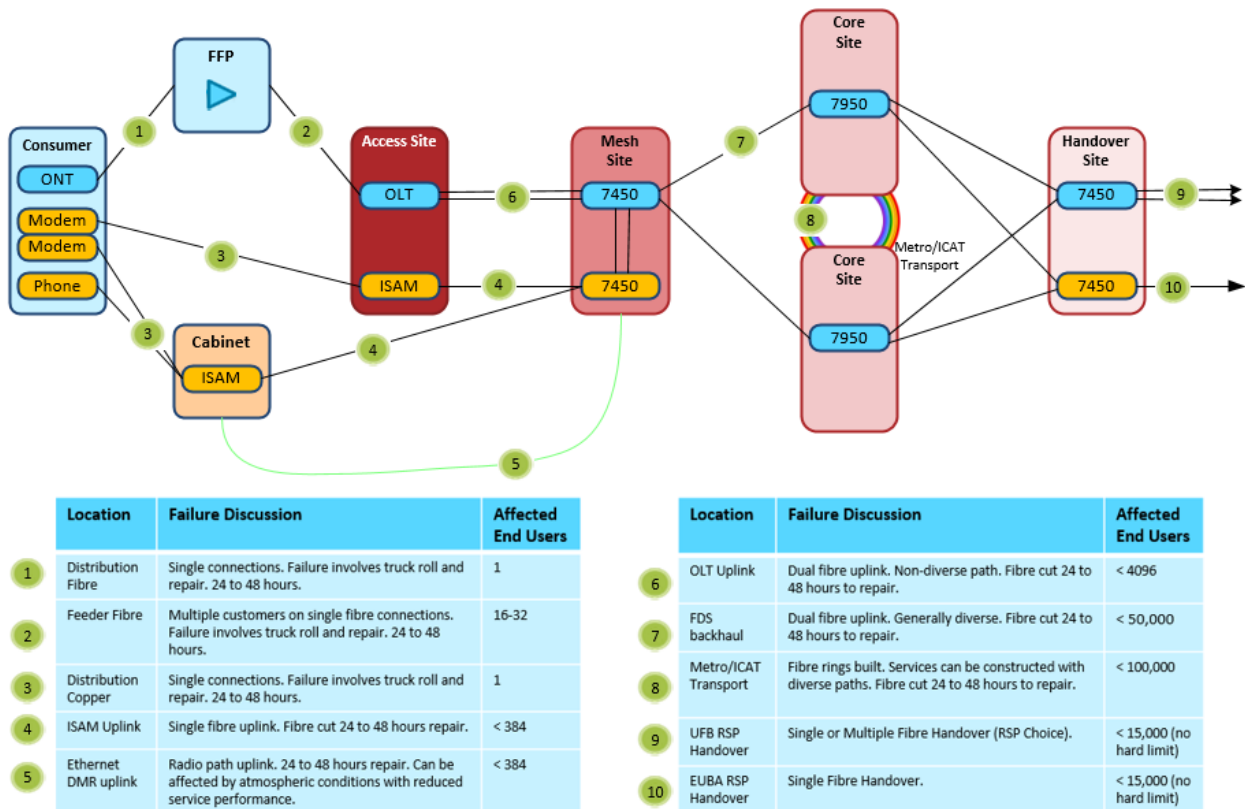 FFP
Core
Site
7950
1
2
7
Consumer
ONT
Modem
Modem
Phone
Access Site
OLT
ISAM
Mesh
Site
7450
7450
6
3
4
8
Metro/ICAT
Transport
Handover
Site
7450
7450
9
10
3
Cabinet
ISAM
4
Core
Site
7950
5
Location Failure Discussion Affected
End Users
1 Distribution Single connections. Failure involves truck roll and 1
Fibre repair. 24 to 48 hours.
2 Feeder Fibre Multiple customers on single fibre connections. 16-32
Failure involves truck roll and repair. 24 to 48
hours.
3 Distribution Single connections. Failure involves truck roll and 1
Copper repair. 24 to 48 hours.
4 ISAM Uplink Single fibre uplink. Fibre cut 24 to 48 hours repair. < 384
5 Ethernet Radio path uplink. 24 to 48 hours repair. Can be < 384
DMR uplink affected by atmospheric conditions with reduced
service performance.
Location Failure Discussion Affected
End Users
6 OLT Uplink Dual fibre uplink. Non-diverse path. Fibre cut 24 to < 4096
48 hours to repair.
7 FDS Dual fibre uplink. Generally diverse. Fibre cut 24 to < 50,000
backhaul 48 hours to repair.
8 Metro/ICAT Fibre rings built. Services can be constructed with < 100,000
Transport diverse paths. Fibre cut 24 to 48 hours to repair.
9 UFB RSP Single or Multiple Fibre Handover (RSP Choice). < 15,000 (no
Handover hard limit)
10 EUBA RSP Single Fibre Handover. < 15,000 (no
Handover hard limit)